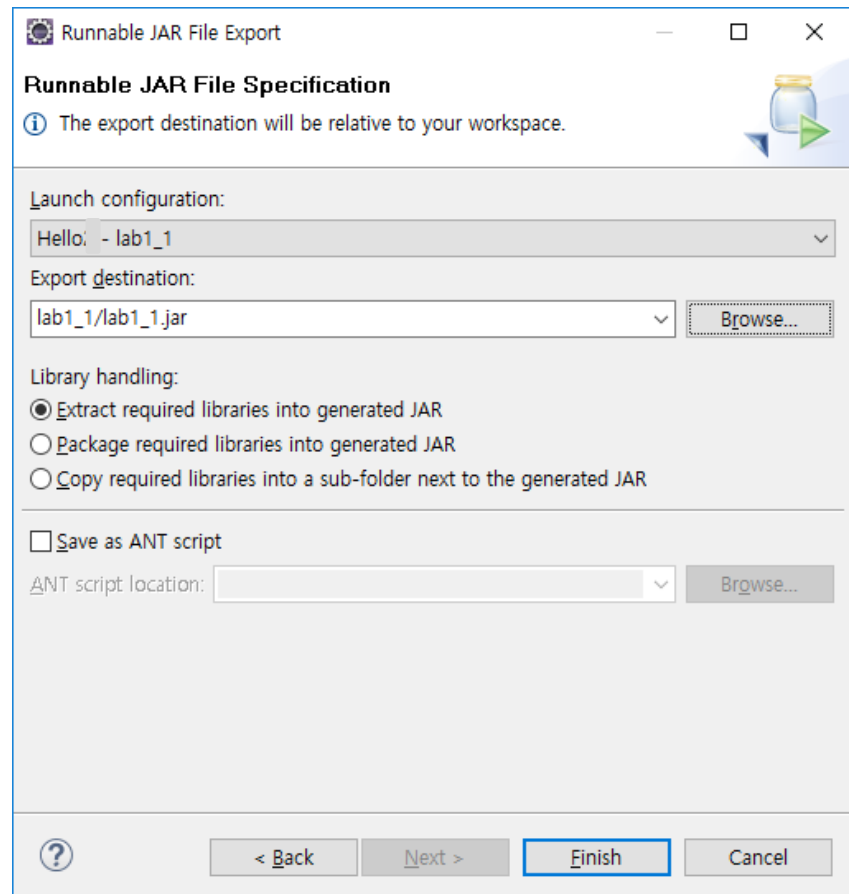 Runnable JAR File Export
Runnable JAR File Specification
The export destination will be relative to your workspace.
Launch configuration:
- lab1_1
Export destination:
lab1_1/lab1_1.jar
Browse...
Library handling:
Extract required libraries into generated JAR
Package required libraries into generated JAR
Copy required libraries into a sub-folder next to the generated JAR
Save as ANT script
ANT script location:
Browse...
?
< Back
Next >
Finish
Cancel